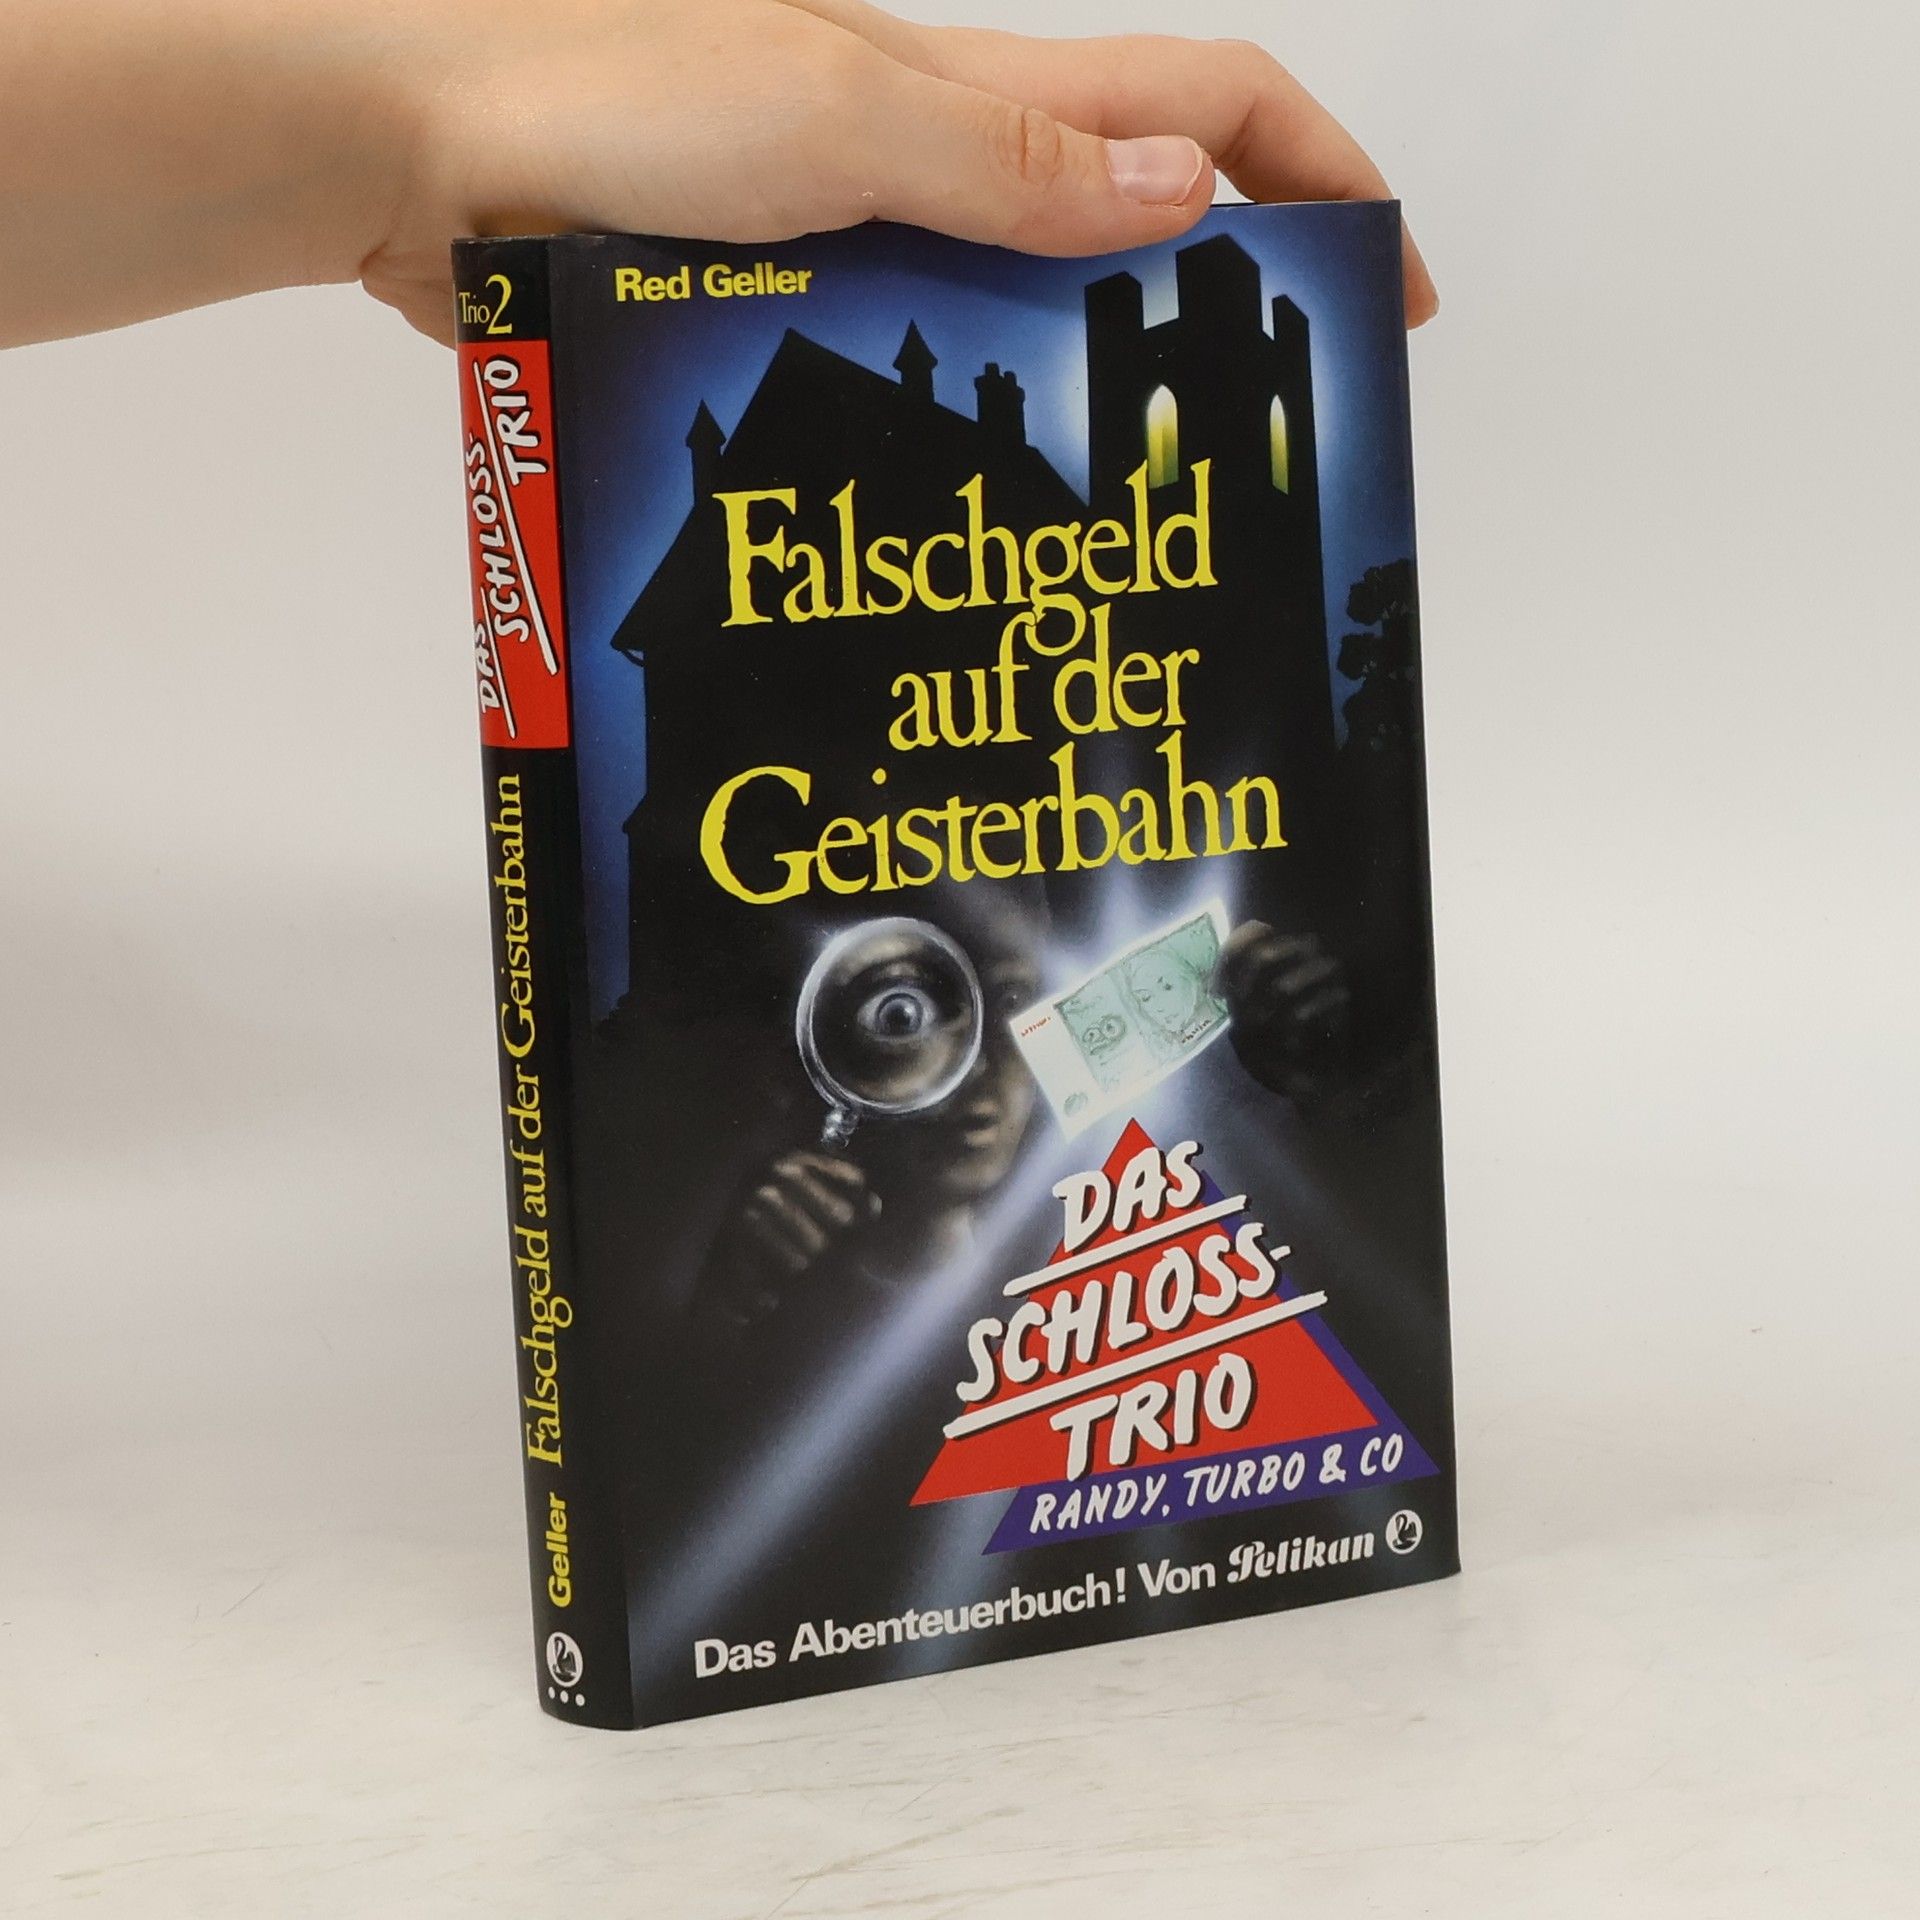 Red Geller
Falschgeld
auf der
Geisterbahn
20
DAS
SCHLOSS-
TRIO
RANDY, TURBO & CO
Das Abenteuerbuch! Von Pelikan
Trio 2
DAS SCHLOSS-
TRIO
Geller Falschgeld auf der Geisterbahn